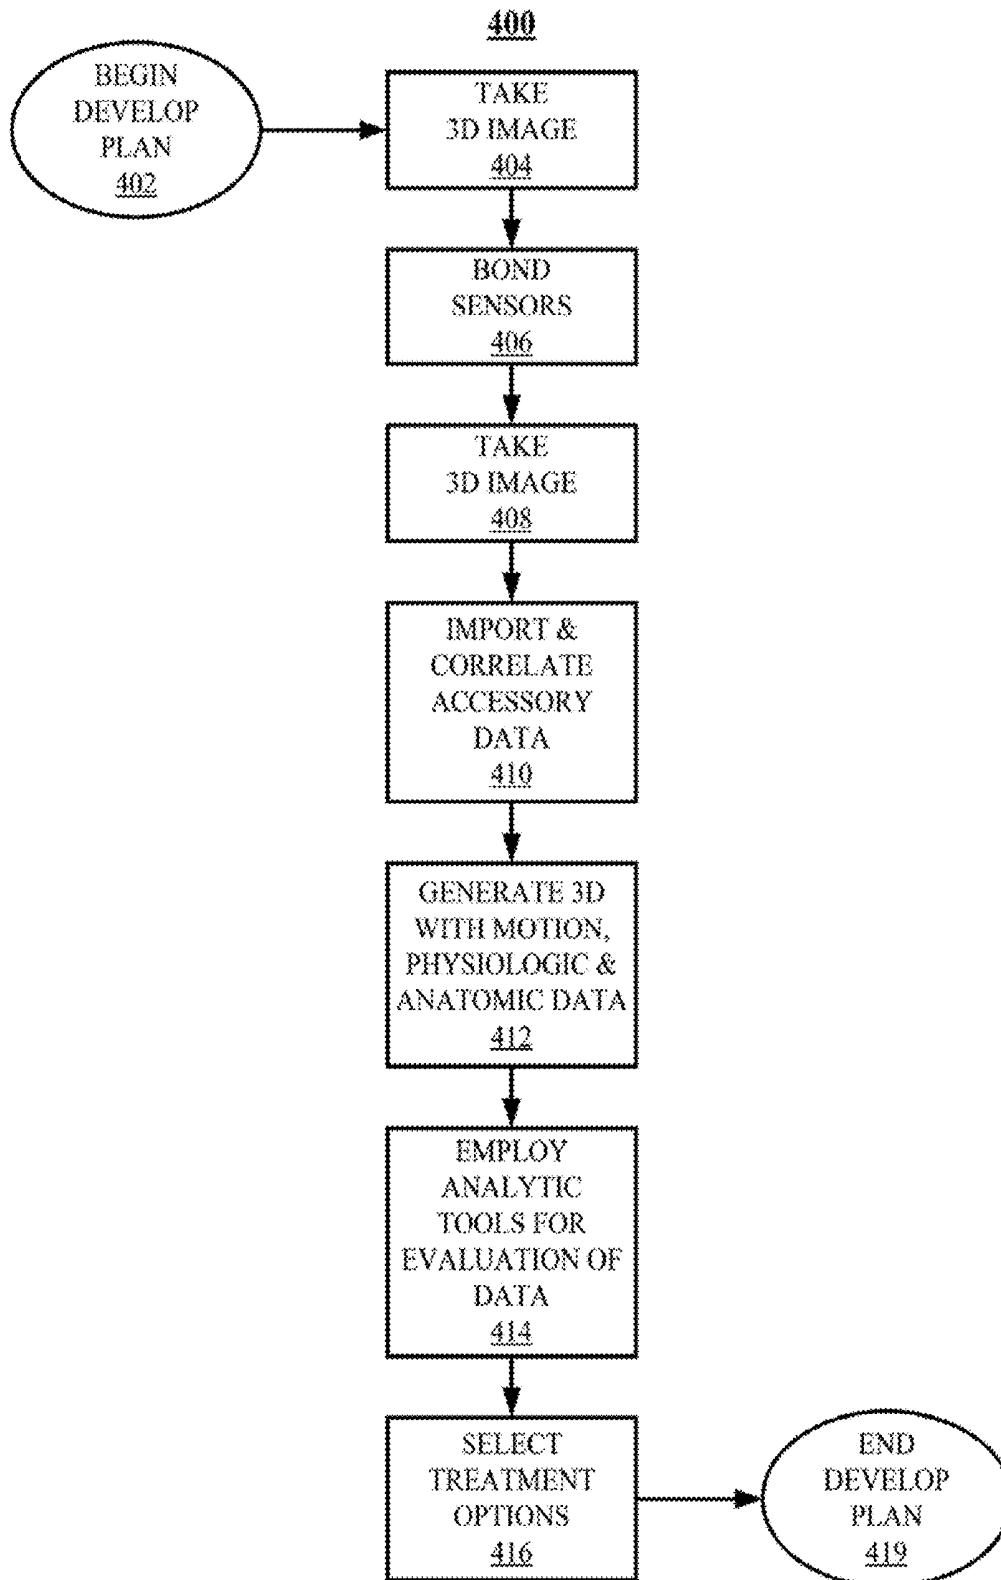 400
BEGIN
DEVELOP
PLAN
402
TAKE
3D IMAGE
404
BOND
SENSORS
406
TAKE
3D IMAGE
408
IMPORT &
CORRELATE
ACCESSORY
DATA
410
GENERATE 3D
WITH MOTION,
PHYSIOLOGIC &
ANATOMIC DATA
412
EMPLOY
ANALYTIC
TOOLS FOR
EVALUATION OF
DATA
414
SELECT
TREATMENT
OPTIONS
416
END
DEVELOP
PLAN
419